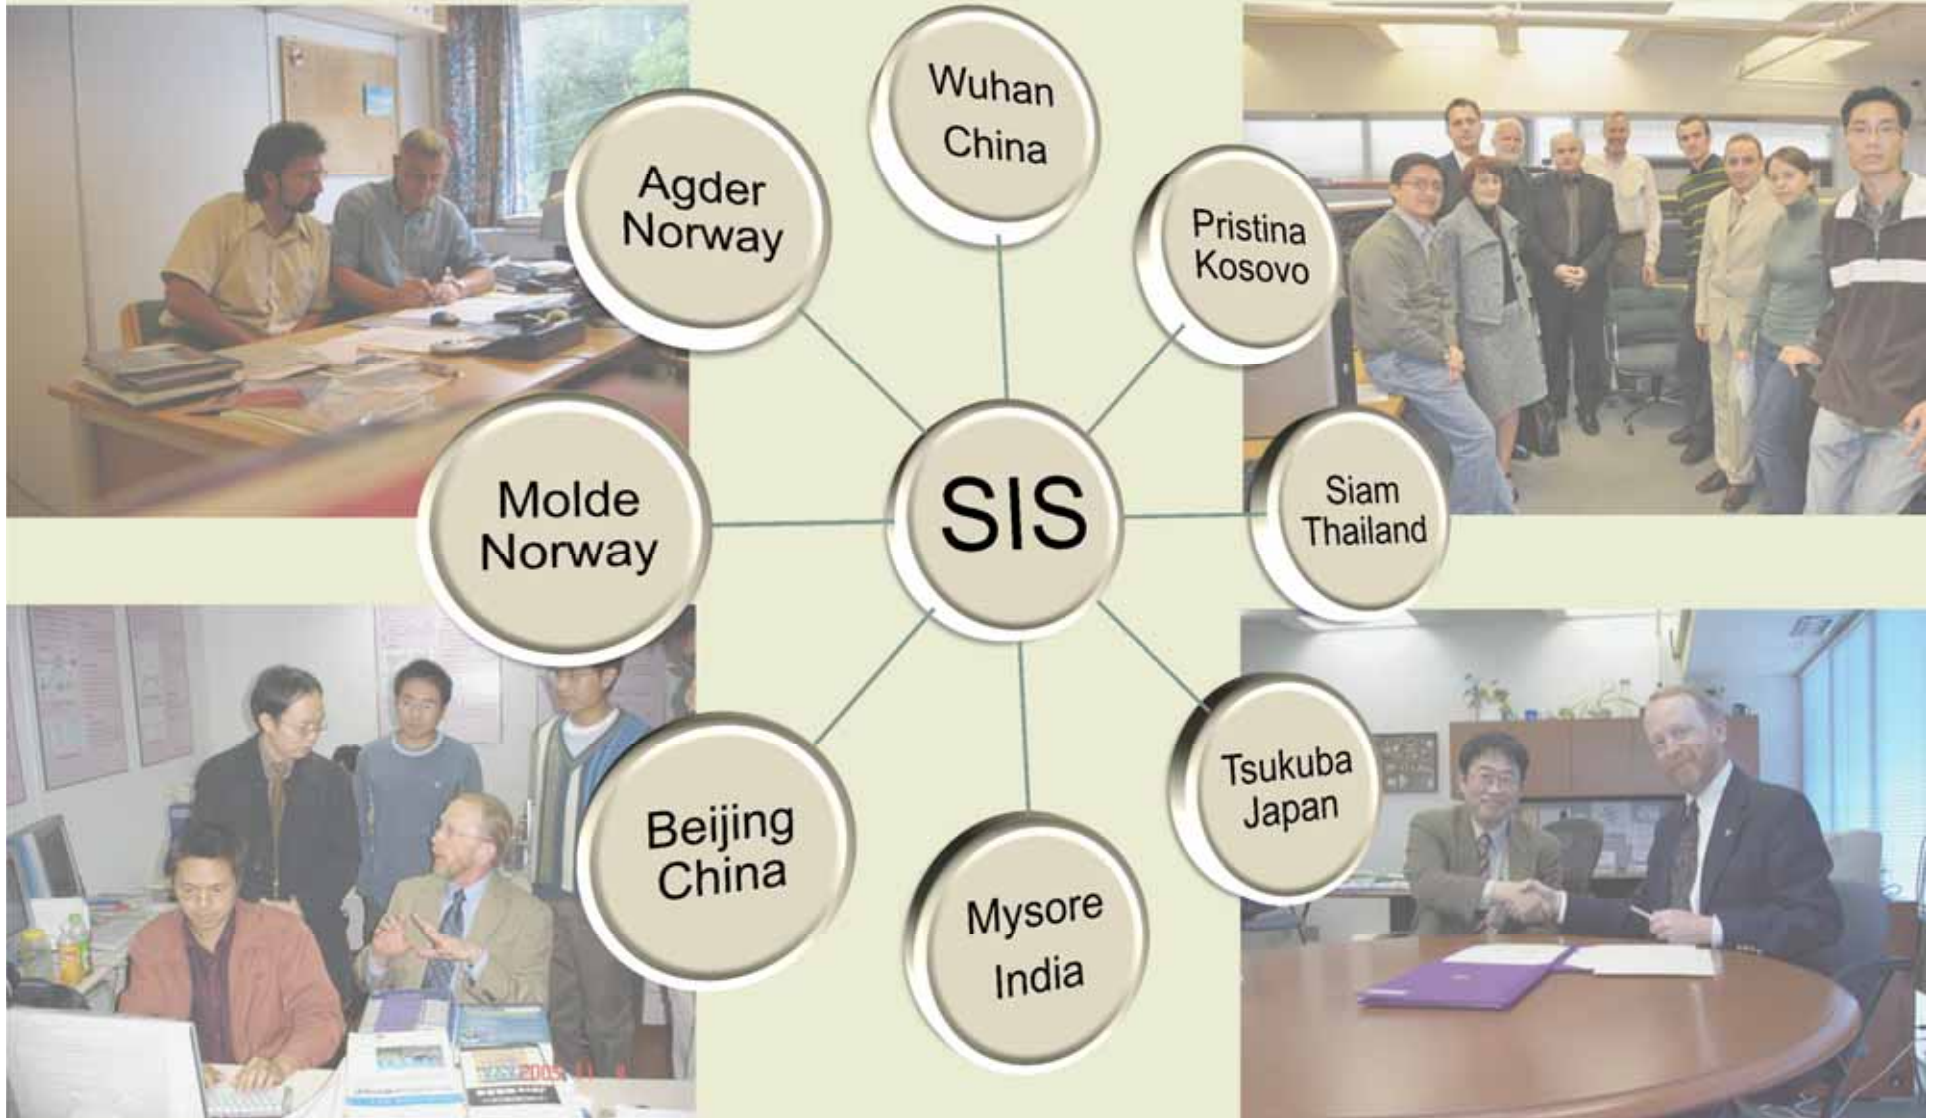 Wuhan
China
Agder
Norway
Pristina
Kosovo
Molde
Norway
SIS
Siam
Thailand
Beijing
China
Tsukuba
Japan
Mysore
India